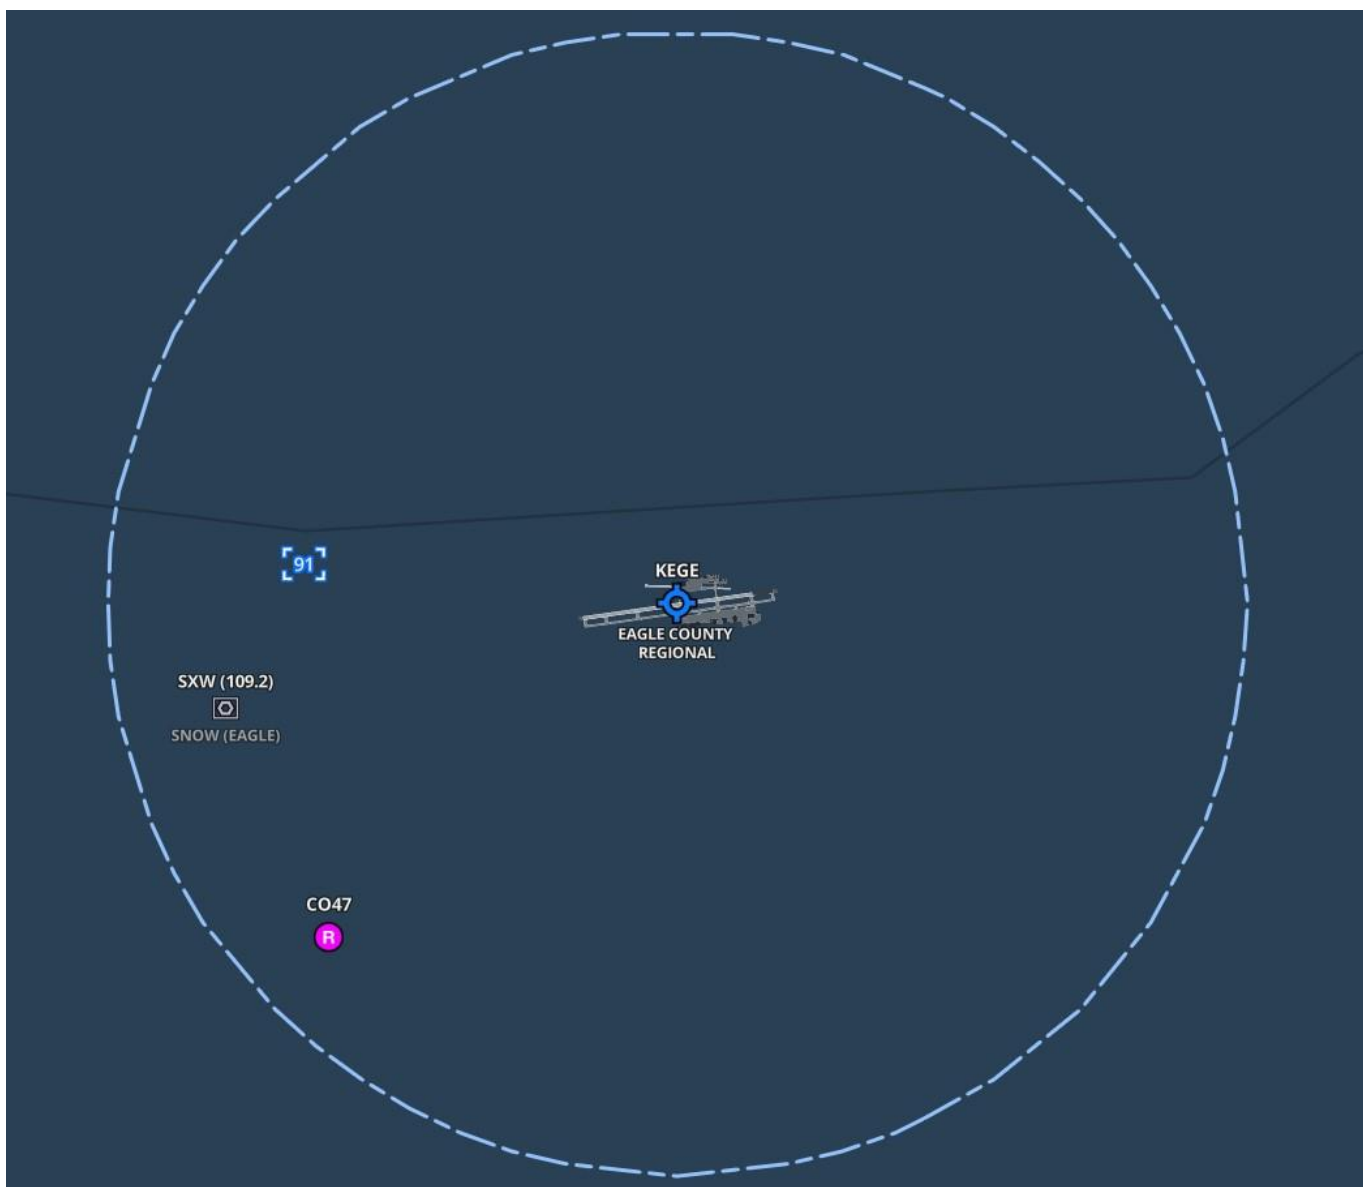 KEGE
91
EAGLE COUNTY
REGIONAL
SXW (109.2)
SNOW (EAGLE)
CO47
R